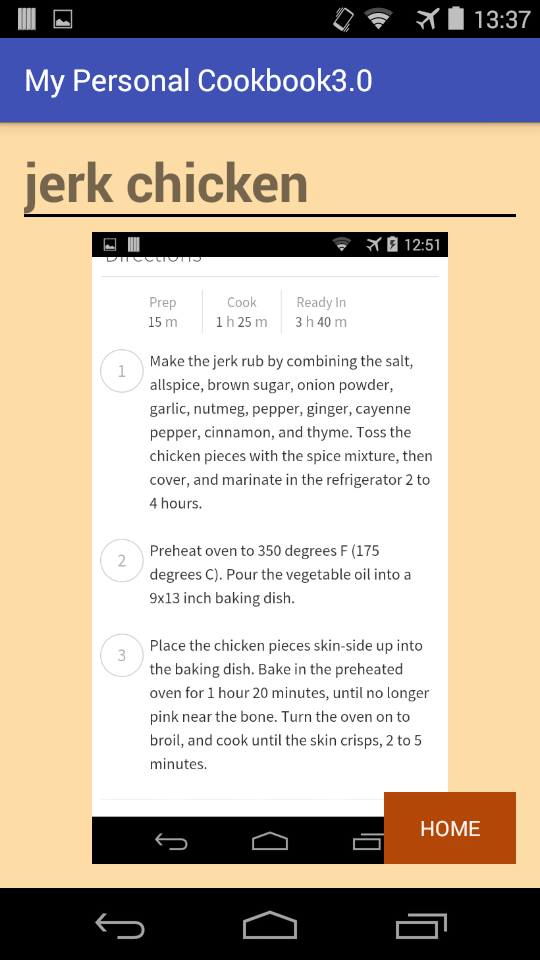 13:37
My Personal Cookbook3.0
jerk chicken
12:51
Directions
Prep Cook Ready In
15 m 1 h 25 m 3 h 40 m
1 Make the jerk rub by combining the salt,
allspice, brown sugar, onion powder,
garlic, nutmeg, pepper, ginger, cayenne
pepper, cinnamon, and thyme. Toss the
chicken pieces with the spice mixture, then
cover, and marinate in the refrigerator 2 to
4 hours.
2 Preheat oven to 350 degrees F (175
degrees C). Pour the vegetable oil into a
9x13 inch baking dish.
3 Place the chicken pieces skin-side up into
the baking dish. Bake in the preheated
oven for 1 hour 20 minutes, until no longer
pink near the bone. Turn the oven on to
broil, and cook until the skin crisps, 2 to 5
minutes.
HOME